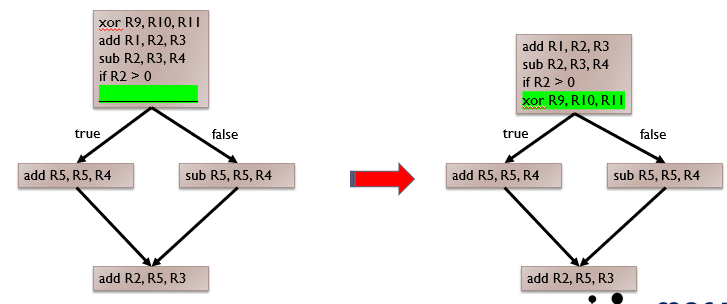 xor R9, R10, R11
add R1, R2, R3
sub R2, R3, R4
if R2 > 0
true
false
add R5, R5, R4
sub R5, R5, R4
add R2, R5, R3
add R1, R2, R3
sub R2, R3, R4
if R2 > 0
xor R9, R10, R11
true
false
add R5, R5, R4
sub R5, R5, R4
add R2, R5, R3